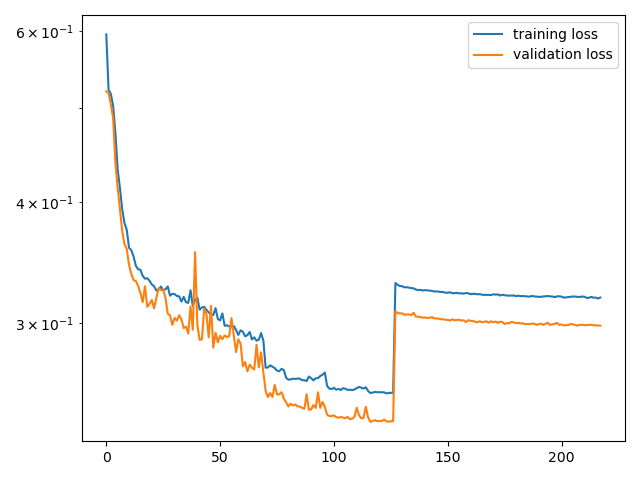 6 × 10⁻¹
4 × 10⁻¹
3 × 10⁻¹
training loss
validation loss
0 50 100 150 200